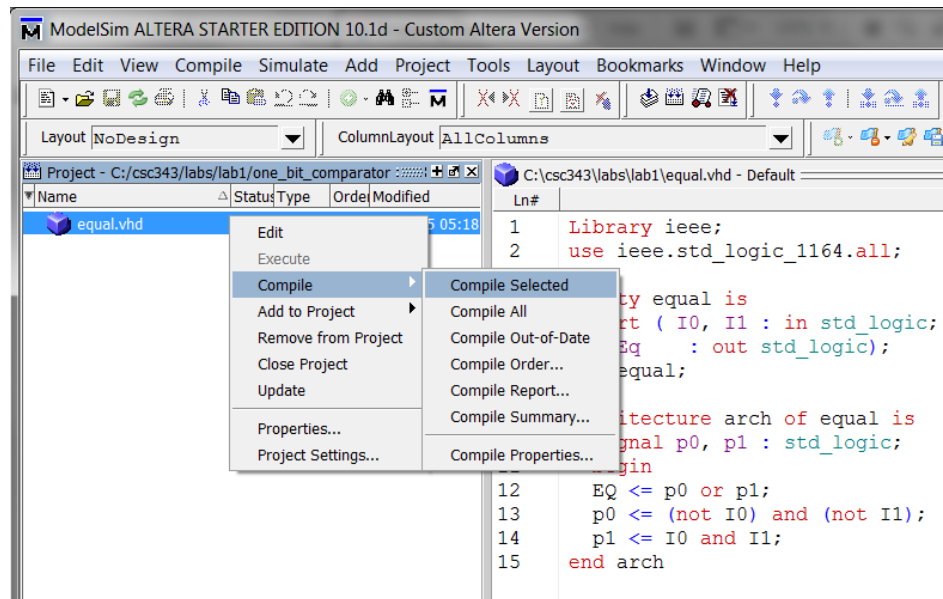 ModelSim ALTERA STARTER EDITION 10.1d - Custom Altera Version
File Edit View Compile Simulate Add Project Tools Layout Bookmarks Window Help
Layout NoDesign ColumnLayout AllColumns
Project - C:/csc343/labs/lab1/one_bit_comparator
Name Status Type Order Modified
equal.vhd 05:18
Edit
Execute
Compile
Add to Project
Remove from Project
Close Project
Update
Properties...
Project Settings...
Compile Selected
Compile All
Compile Out-of-Date
Compile Order...
Compile Report...
Compile Summary...
Compile Properties...
C:\csc343\labs\lab1\equal.vhd - Default
Ln#
1 Library ieee;
2 use ieee.std_logic_1164.all;
ty equal is
rt ( I0, I1 : in std_logic;
Eq : out std_logic);
equal;
itecture arch of equal is
gnal p0, p1 : std_logic;
gin
12 EQ <= p0 or p1;
13 p0 <= (not I0) and (not I1);
14 p1 <= I0 and I1;
15 end arch